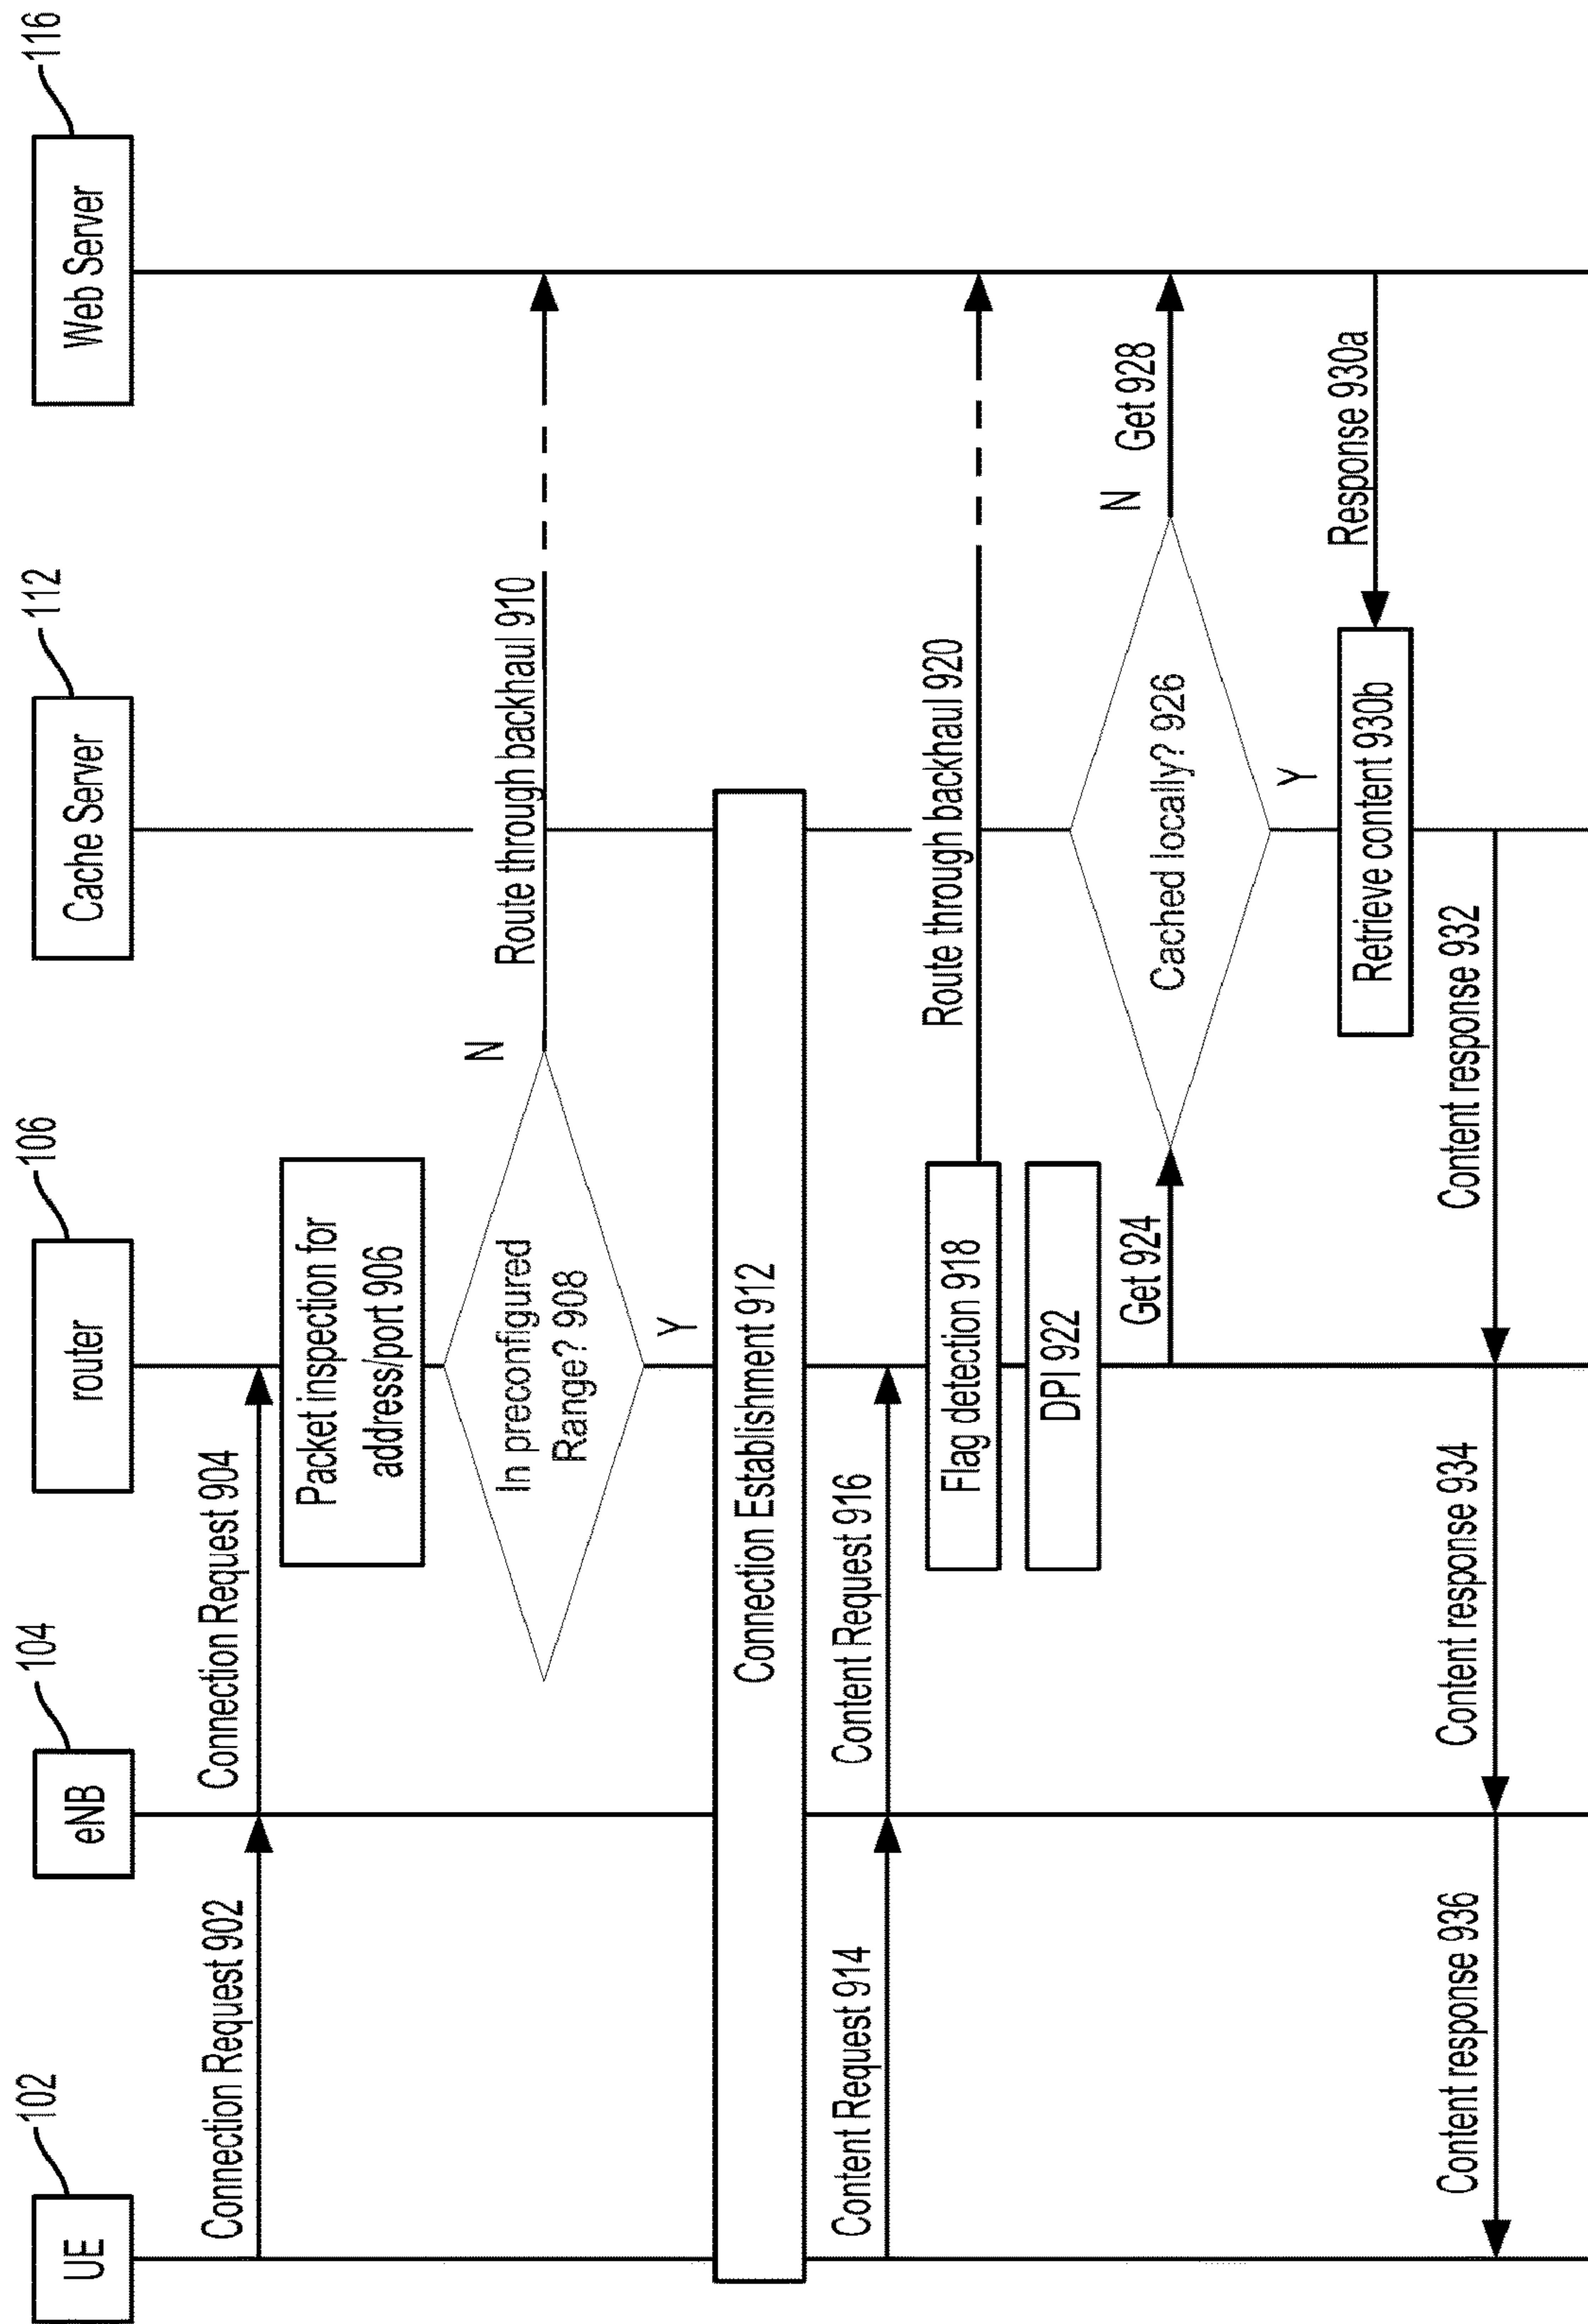 UE
102
eNB
104
router
106
Cache Server
112
Web Server
116
Connection Request 902
Connection Request 904
Packet inspection for
address/port 906
In preconfigured
Range? 908
N
Route through backhaul 910
Y
Connection Establishment 912
Content Request 914
Content Request 916
Flag detection 918
Route through backhaul 920
DPI 922
Get 924
Cached locally? 926
N
Get 928
Y
Response 930a
Retrieve content 930b
Content response 932
Content response 934
Content response 936